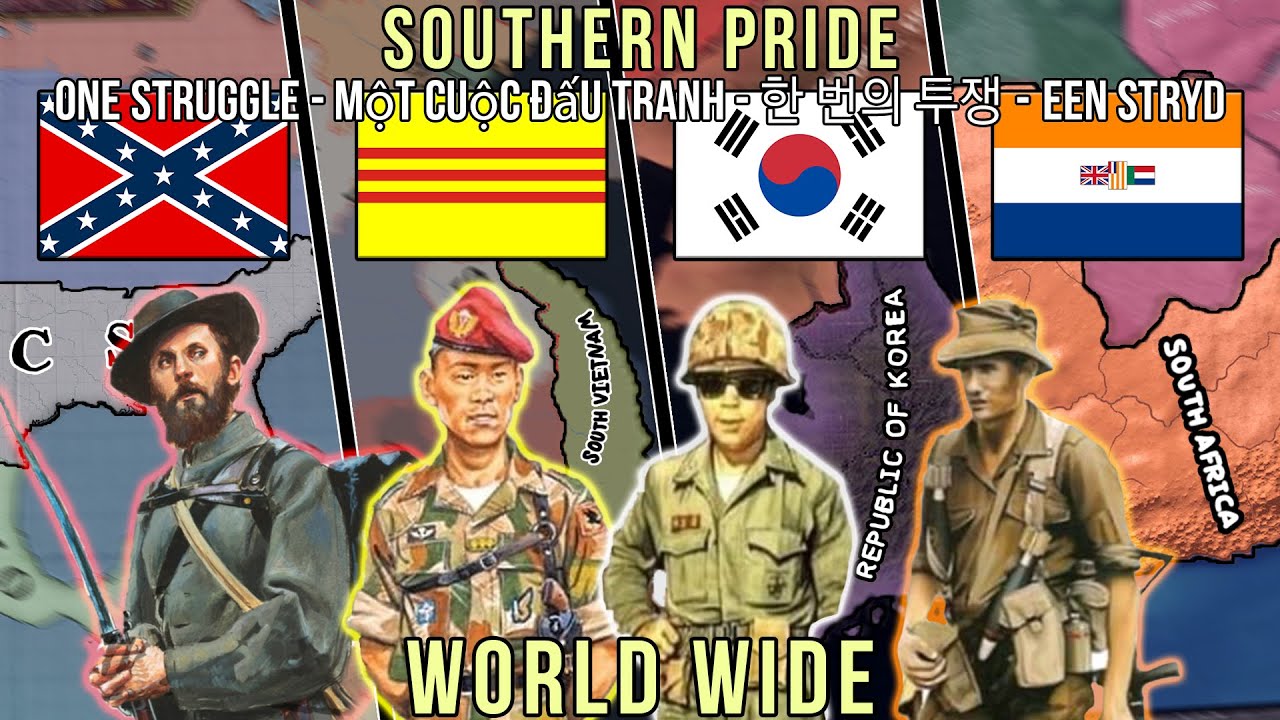 SOUTHERN PRIDE
ONE STRUGGLE - MỘT CUỘC ĐẤU TRANH - 한 번의 투쟁 - EEN STRYD
C S
SOUTH VIETNAM
REPUBLIC OF KOREA
SOUTH AFRICA
WORLD WIDE